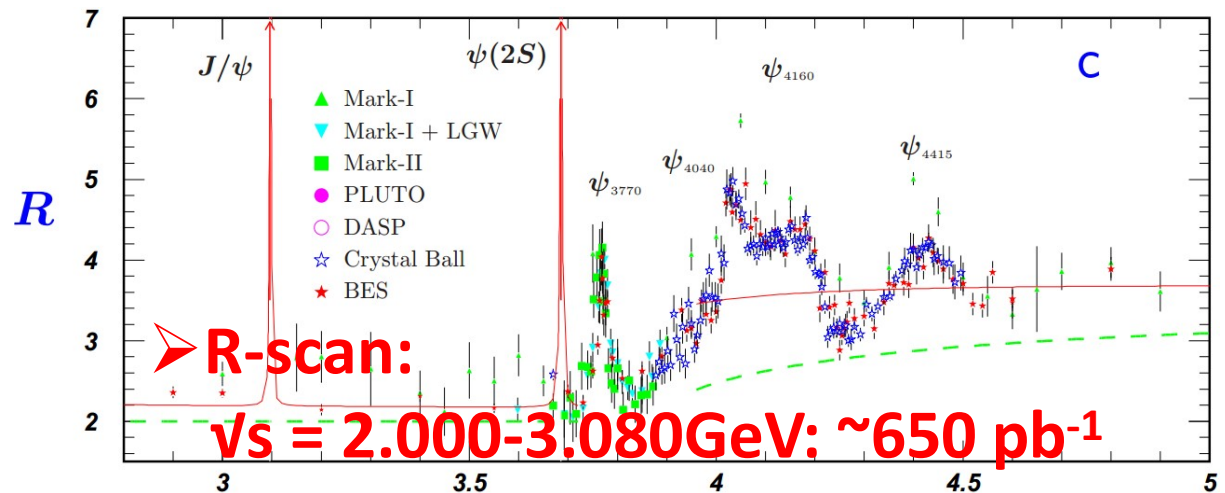 7
J/ψ
ψ(2S)
ψ4160
C
6
Mark-I
Mark-I + LGW
Mark-II
PLUTO
DASP
Crystal Ball
BES
5
ψ3770
ψ4040
ψ4415
R
4
3
➢R-scan:
2
√s = 2.000-3.080GeV: ~650 pb-1
3
3.5
4
4.5
5